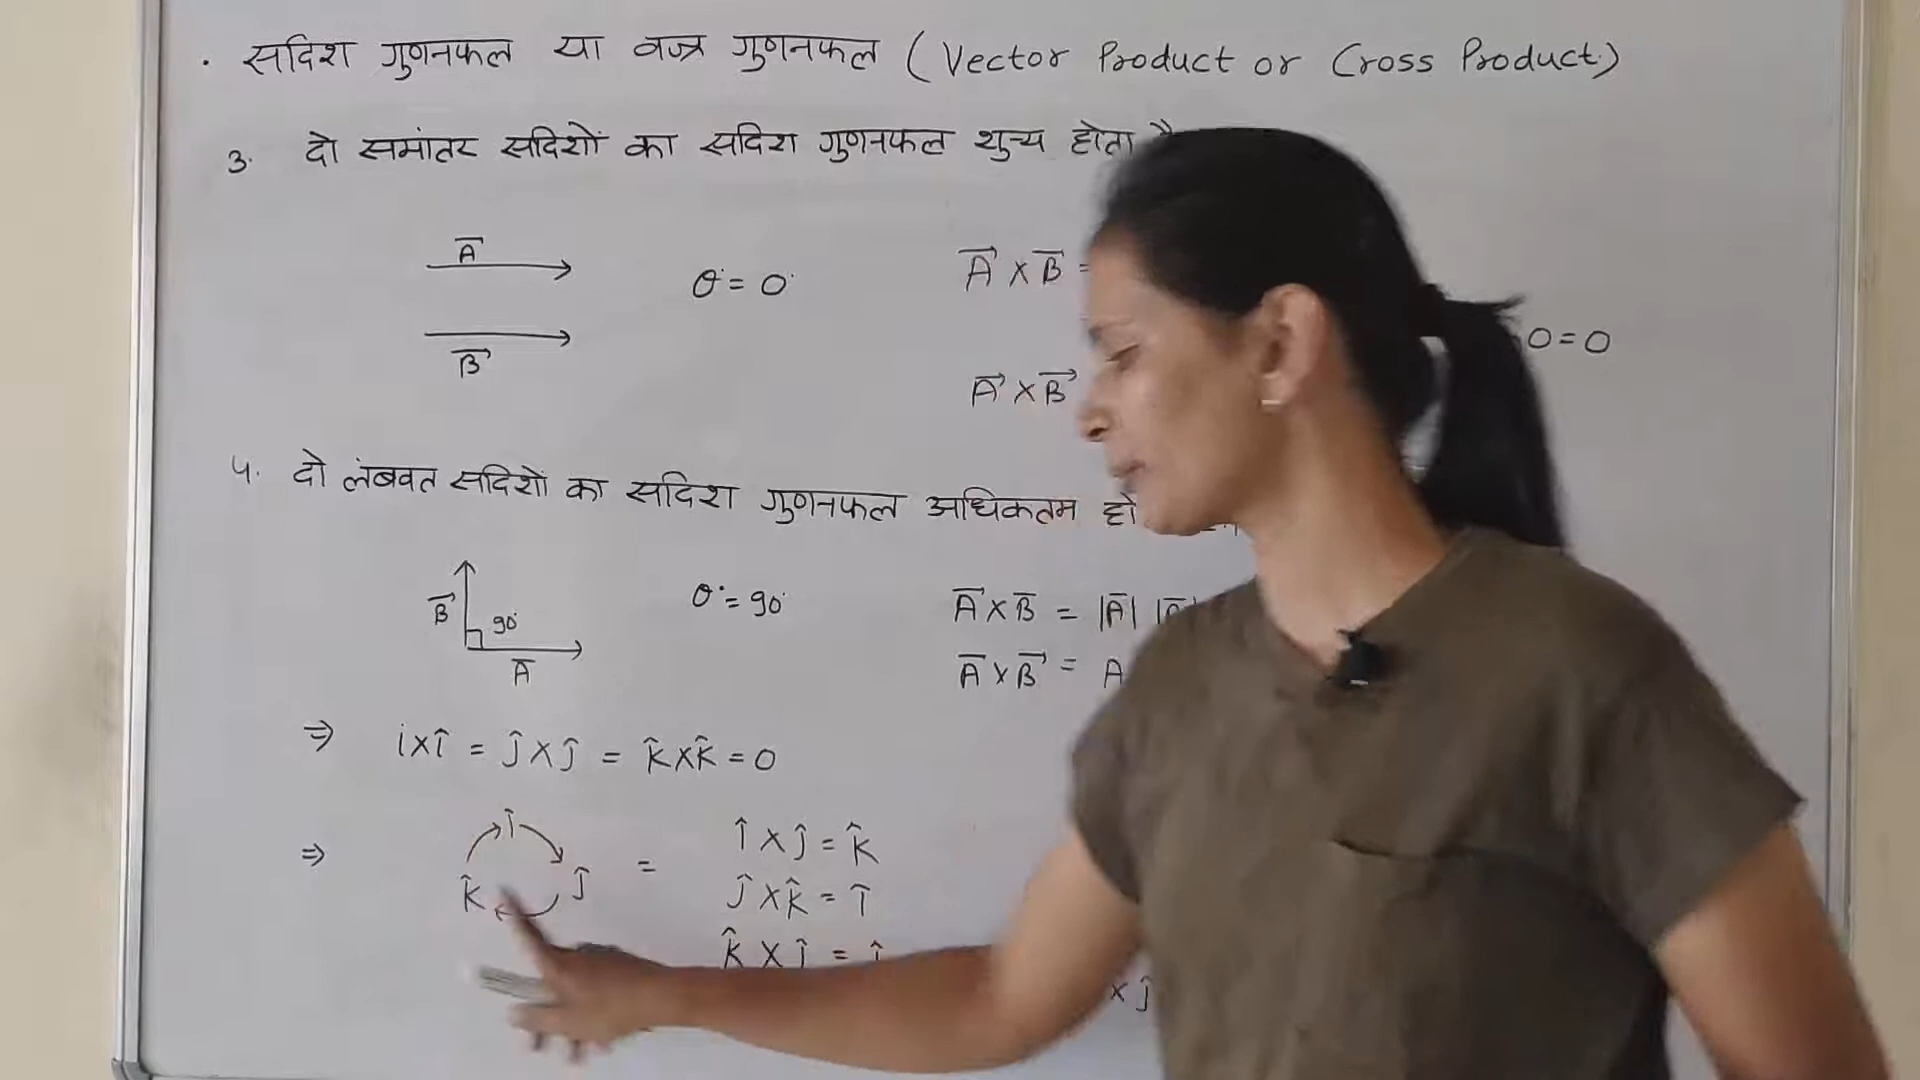 . सदिश गुणनफल या वज्र गुणनफल (Vector Product or Cross Product)
3. दो समांतर सदिशों का सदिश गुणनफल शुन्य होता है
A⃗
θ = 0°
A⃗ × B⃗ =
B⃗
0 = 0
A⃗ × B⃗
4. दो लंबवत सदिशों का सदिश गुणनफल अधिकतम
B⃗ 90°
A⃗
θ = 90°
A⃗ × B⃗ = |A⃗|
A⃗ × B⃗ = A
⇒ i × î = ĵ × ĵ = k̂ × k̂ = 0
⇒ î ĵ k̂ =
î × ĵ = k̂
ĵ × k̂ = î
k̂ × î =
× ĵ